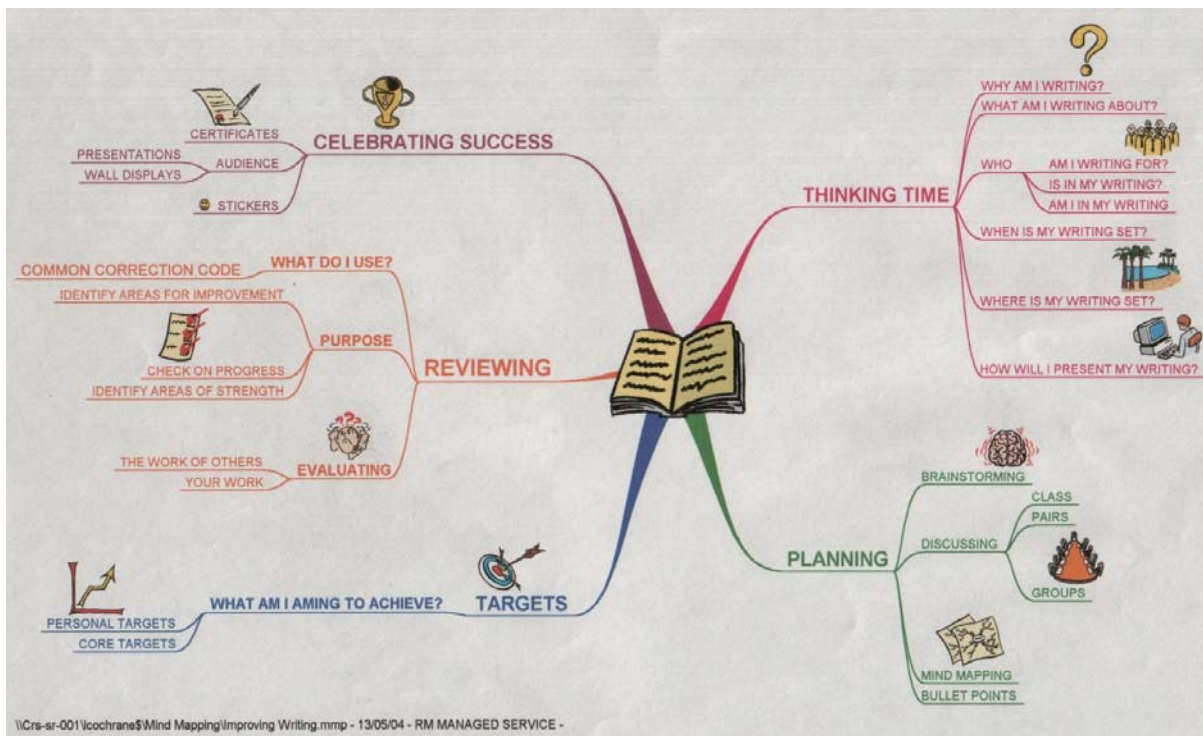 WHY AM I WRITING?
WHAT AM I WRITING ABOUT?
WHO
AM I WRITING FOR?
IS IN MY WRITING?
AM I IN MY WRITING
THINKING TIME
WHEN IS MY WRITING SET?
WHERE IS MY WRITING SET?
HOW WILL I PRESENT MY WRITING?
BRAINSTORMING
PLANNING
DISCUSSING
CLASS
PAIRS
GROUPS
MIND MAPPING
BULLET POINTS
TARGETS
WHAT AM I AMING TO ACHIEVE?
PERSONAL TARGETS
CORE TARGETS
REVIEWING
WHAT DO I USE?
COMMON CORRECTION CODE
PURPOSE
IDENTIFY AREAS FOR IMPROVEMENT
CHECK ON PROGRESS
IDENTIFY AREAS OF STRENGTH
EVALUATING
THE WORK OF OTHERS
YOUR WORK
CELEBRATING SUCCESS
CERTIFICATES
AUDIENCE
PRESENTATIONS
WALL DISPLAYS
STICKERS
\\Crs-sr-001\lcochrane$\Mind Mapping\Improving Writing.mmp - 13/05/04 - RM MANAGED SERVICE -